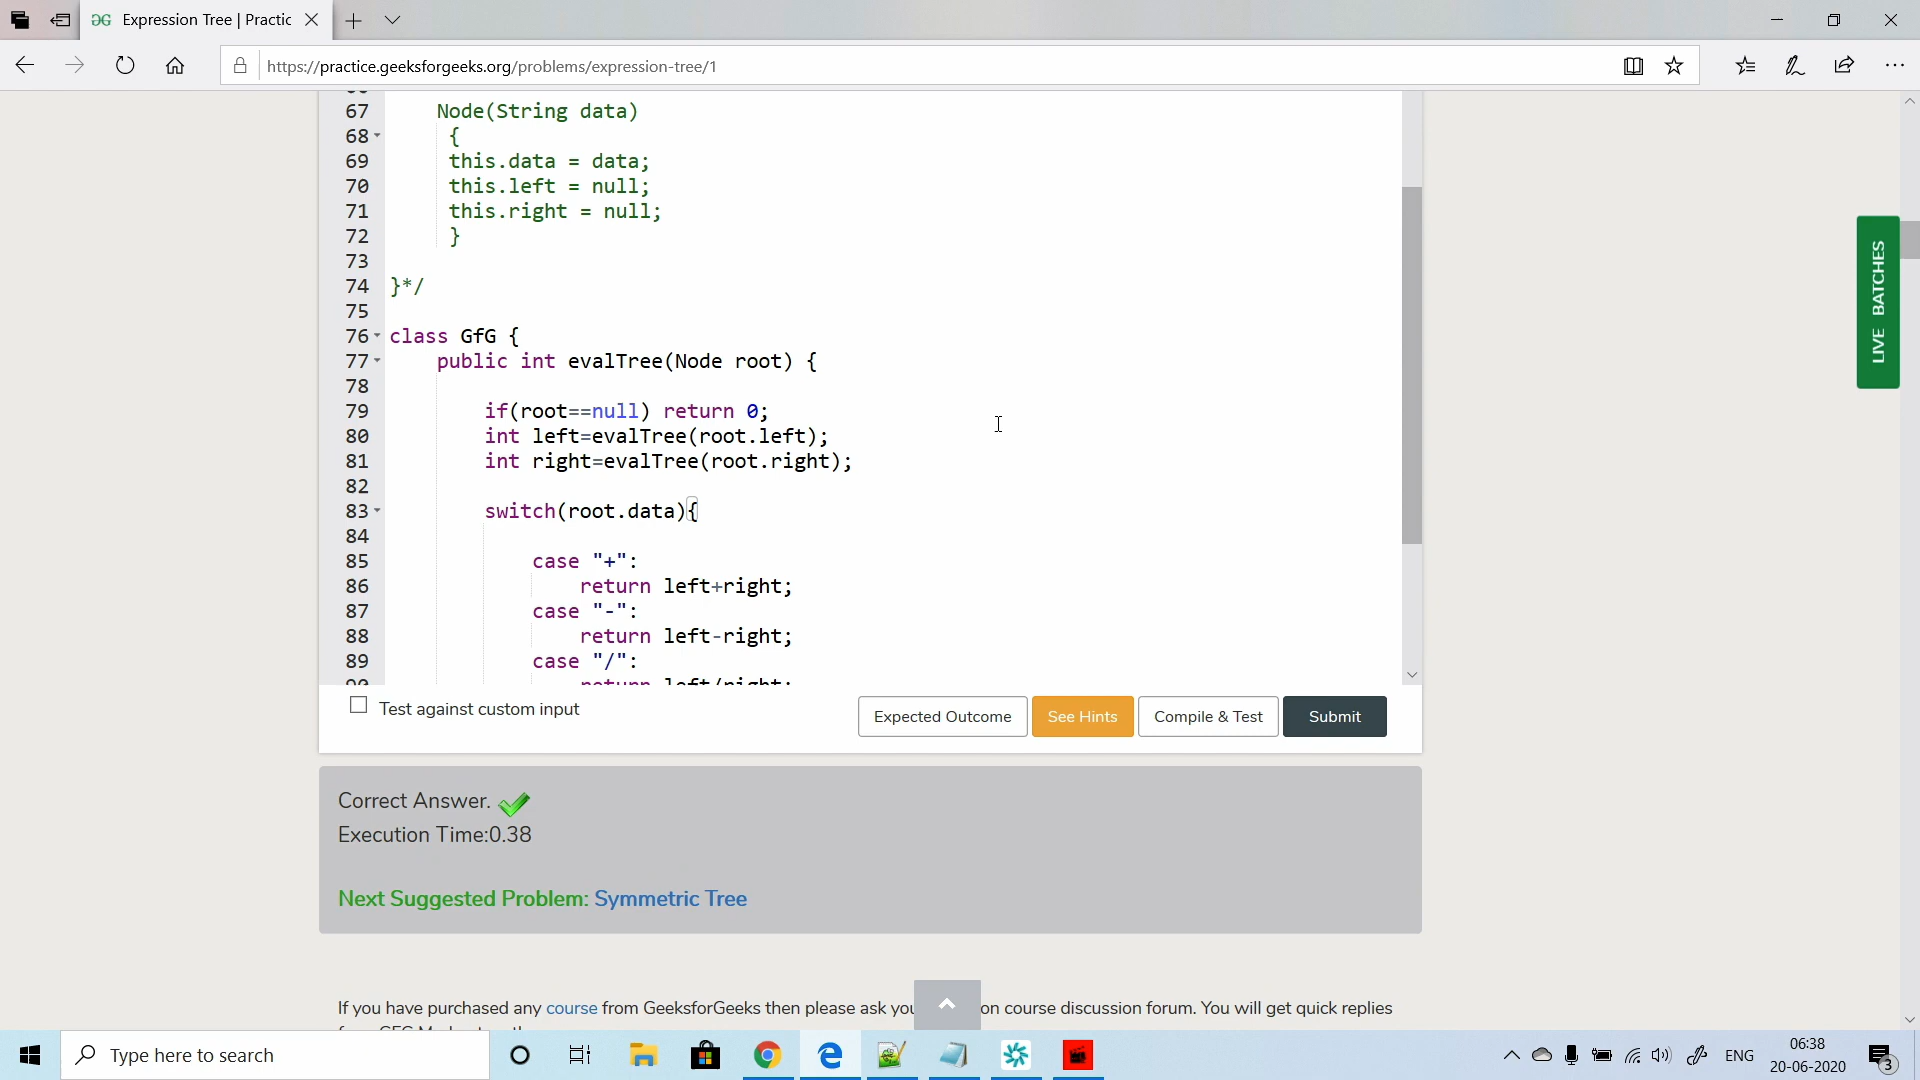 Expression Tree | Practic
https://practice.geeksforgeeks.org/problems/expression-tree/1
67 Node(String data)
68 {
69 this.data = data;
70 this.left = null;
71 this.right = null;
72 }
73
74 }*/
75
76 class GfG {
77 public int evalTree(Node root) {
78
79 if(root==null) return 0;
80 int left=evalTree(root.left);
81 int right=evalTree(root.right);
82
83 switch(root.data){
84
85 case "+":
86 return left+right;
87 case "-":
88 return left-right;
89 case "/":
90 return left/right;
LIVE BATCHES
Test against custom input
Expected Outcome See Hints Compile & Test Submit
Correct Answer.
Execution Time:0.38
Next Suggested Problem: Symmetric Tree
If you have purchased any course from GeeksforGeeks then please ask you on course discussion forum. You will get quick replies
Type here to search
ENG
06:38
20-06-2020
3